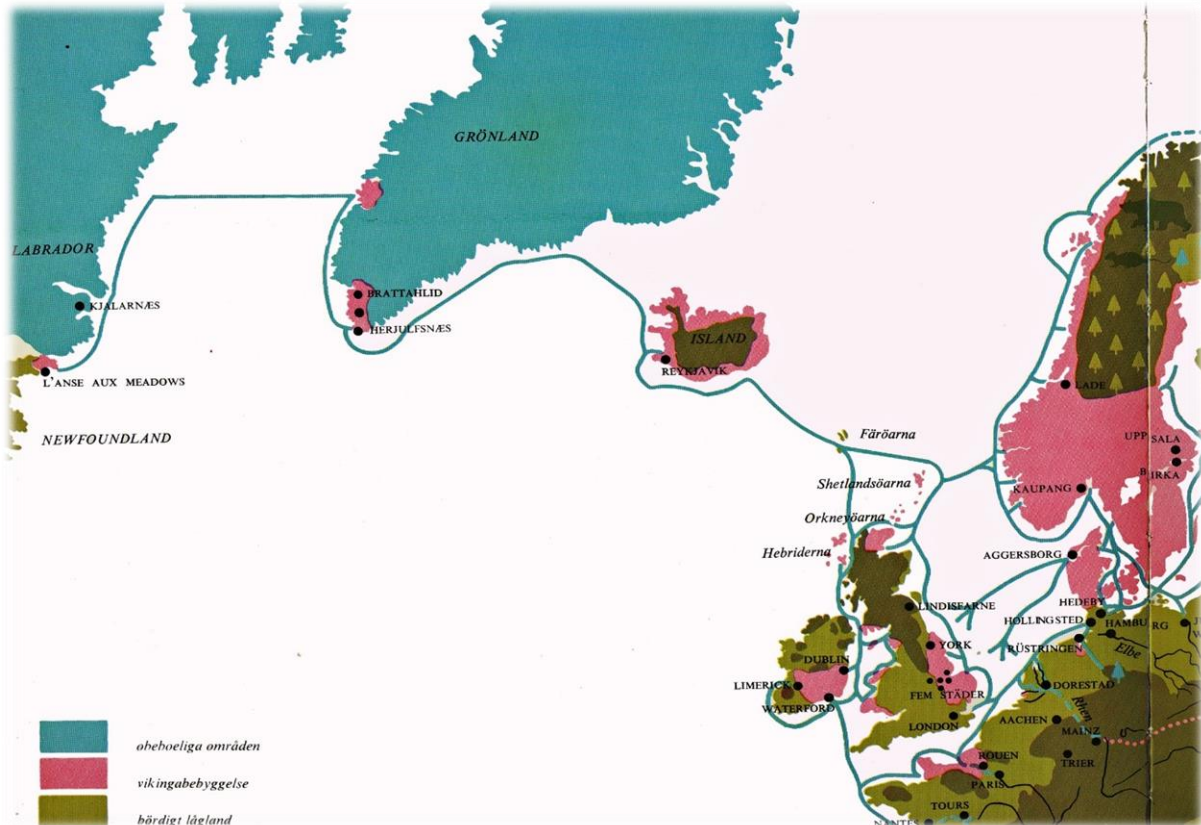 GRÖNLAND
LABRADOR
KJALARNÆS
BRATTAHLID
HERJULFSNÆS
ISLAND
REYKJAVIK
L'ANSE AUX MEADOWS
NEWFOUNDLAND
LADE
Färöarna
UPPSALA
BIRKA
Shetlandsöarna
KAUPANG
Orkneyöarna
Hebriderna
AGGERSBORG
LINDISFARNE
HEDEBY
HOLLINGSTED
HAMBURG
RÜSTRINGEN
Elbe
YORK
DUBLIN
LIMERICK
FEM STÄDER
DORESTAD
WATERFORD
Rhen
LONDON
AACHEN
MAINZ
ROUEN
TRIER
PARIS
TOURS
NANTES
obeboeliga områden
vikingabebyggelse
bördigt lågland